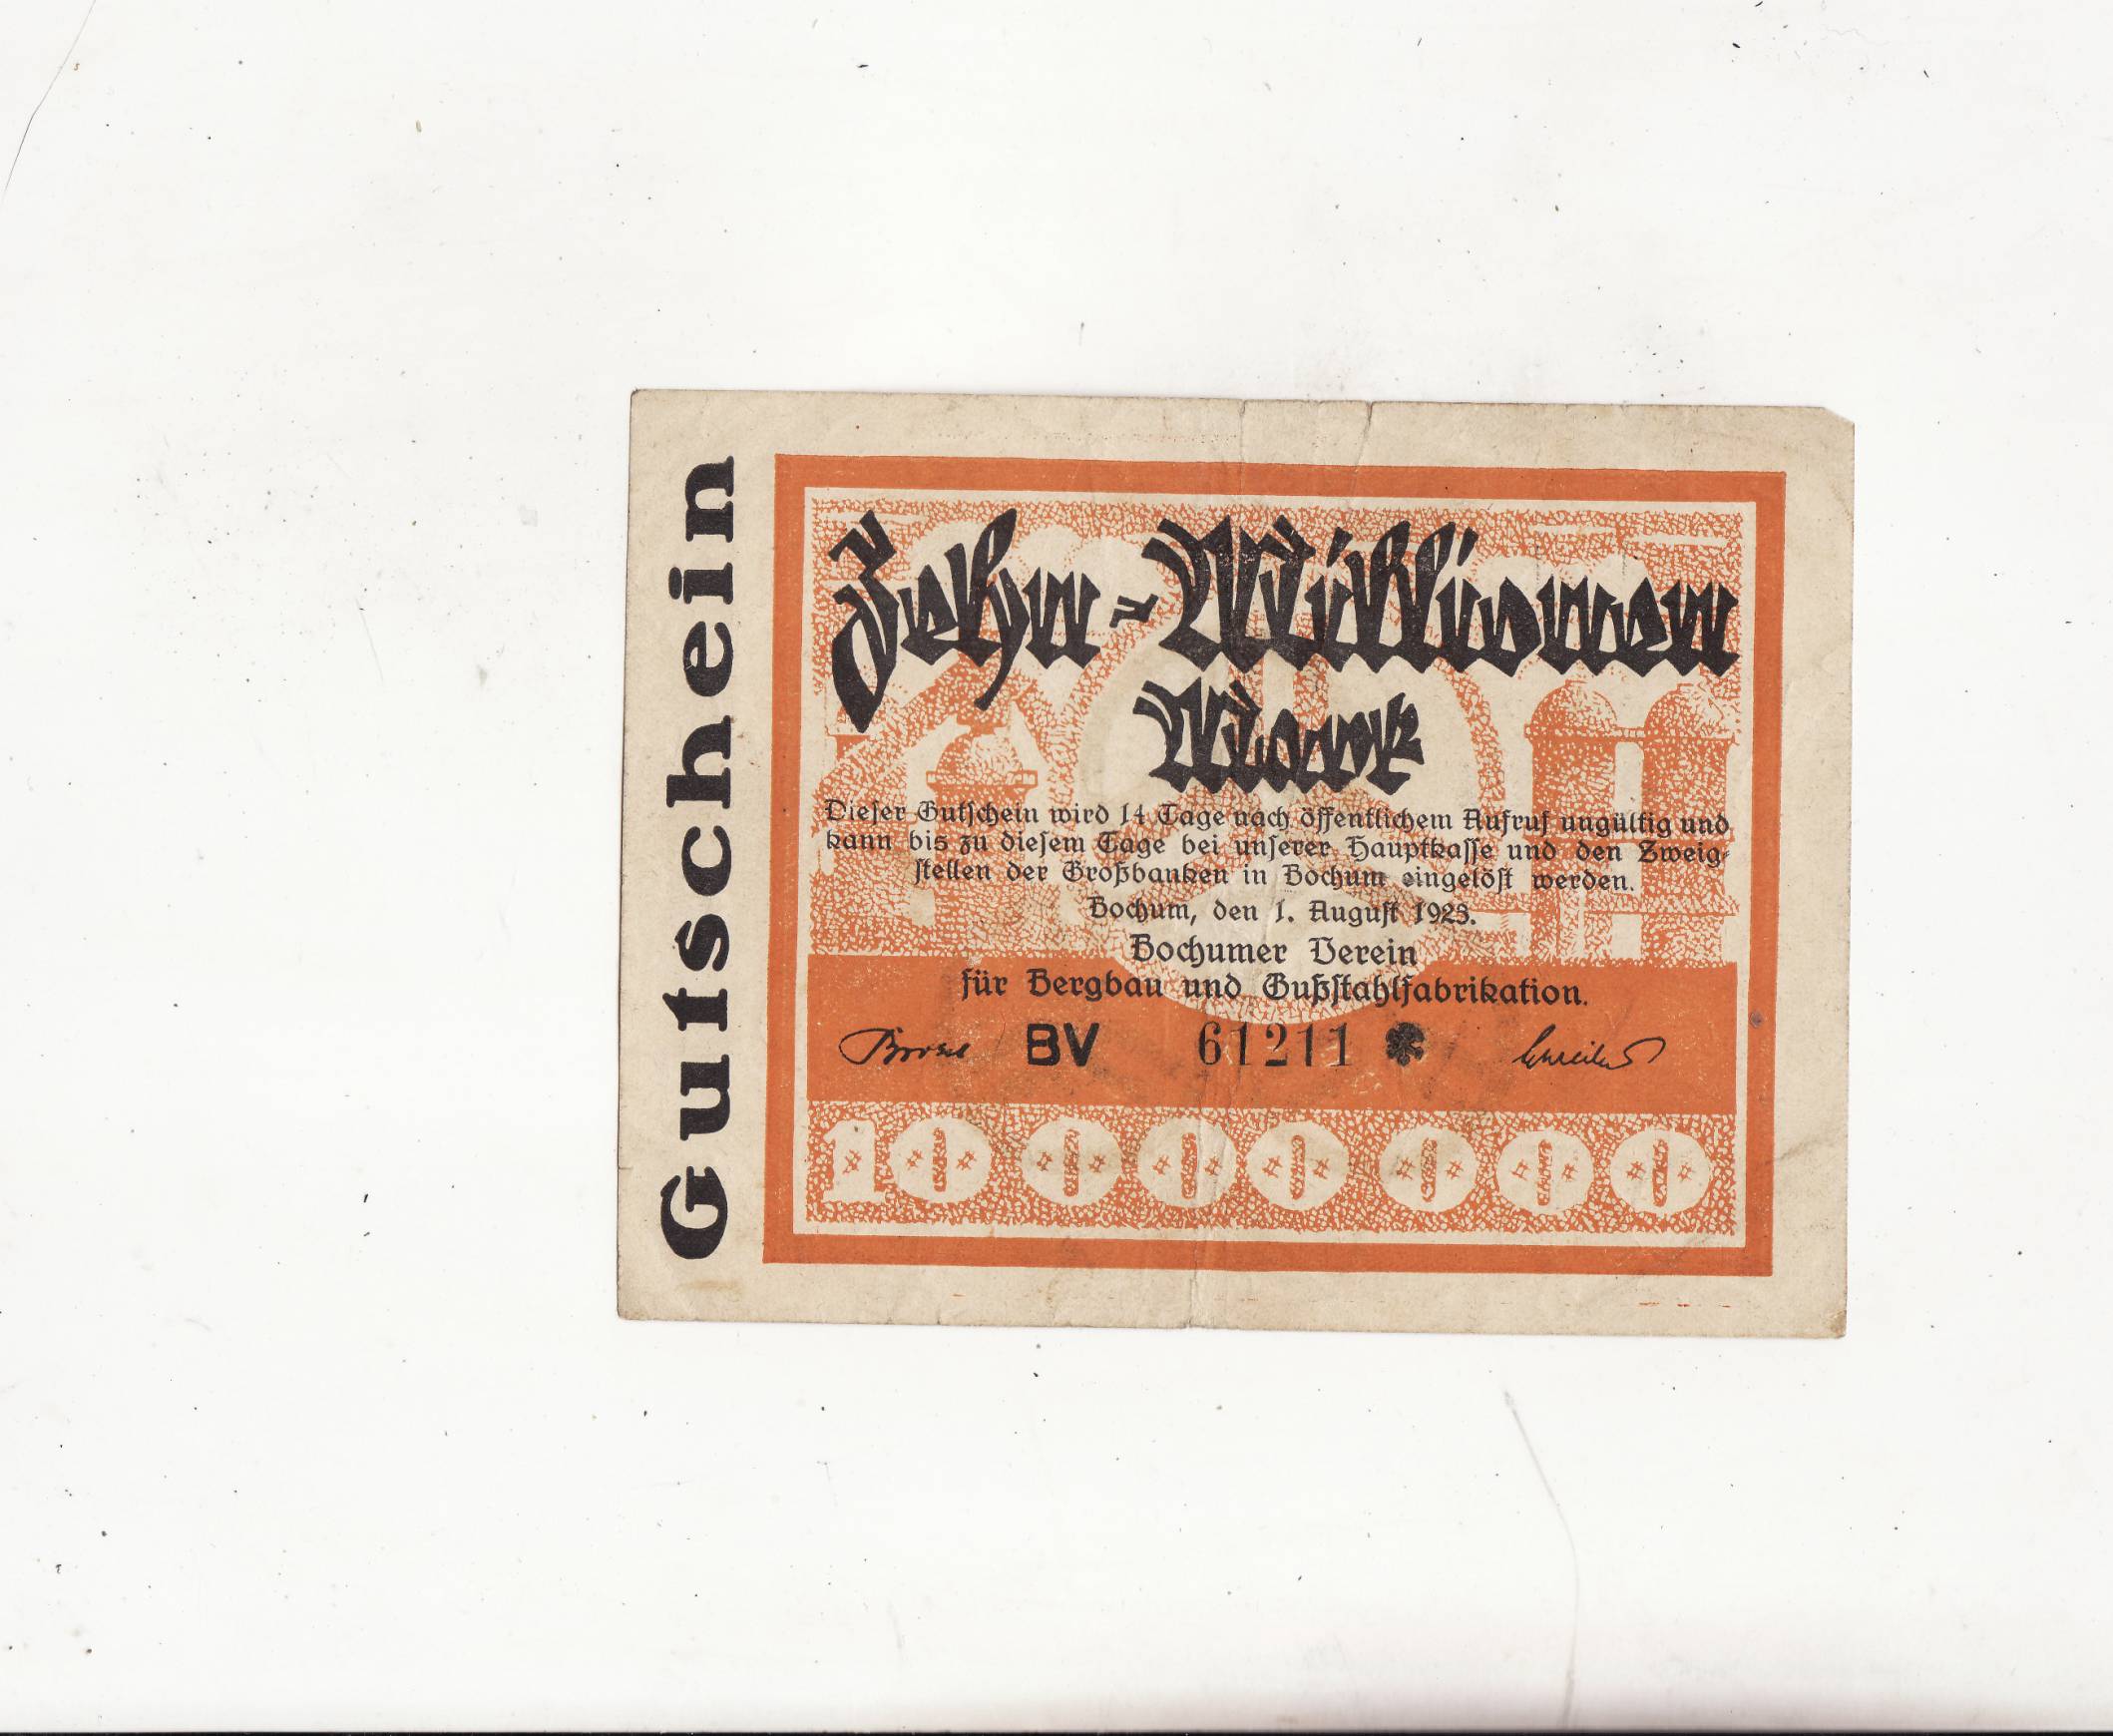 Gutschein
Zehn-Millionen
Mark
Dieser Gutschein wird 14 Tage nach öffentlichem Aufruf ungültig und
kann bis zu diesem Tage bei unserer Hauptkasse und den Zweig-
stellen der Großbanken in Bochum eingelöst werden.
Bochum, den 1. August 1923.
Bochumer Verein
für Bergbau und Gußstahlfabrikation.
BV 61211
10000000